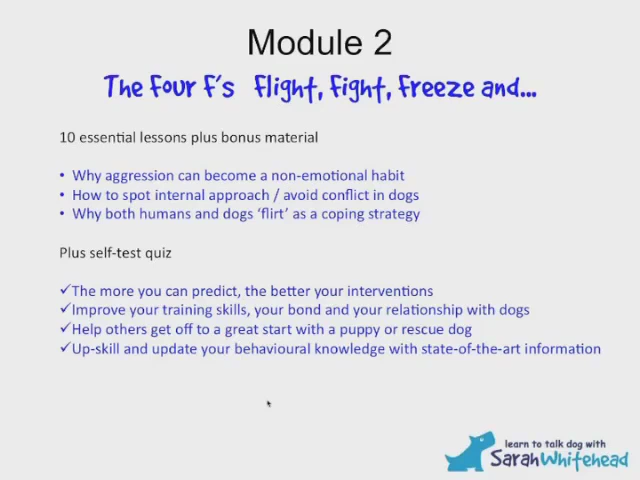 Module 2
The Four F's Flight, Fight, Freeze and...
10 essential lessons plus bonus material
• Why aggression can become a non-emotional habit
• How to spot internal approach / avoid conflict in dogs
• Why both humans and dogs 'flirt' as a coping strategy
Plus self-test quiz
✓The more you can predict, the better your interventions
✓Improve your training skills, your bond and your relationship with dogs
✓Help others get off to a great start with a puppy or rescue dog
✓Up-skill and update your behavioural knowledge with state-of-the-art information
learn to talk dog with
Sarah Whitehead